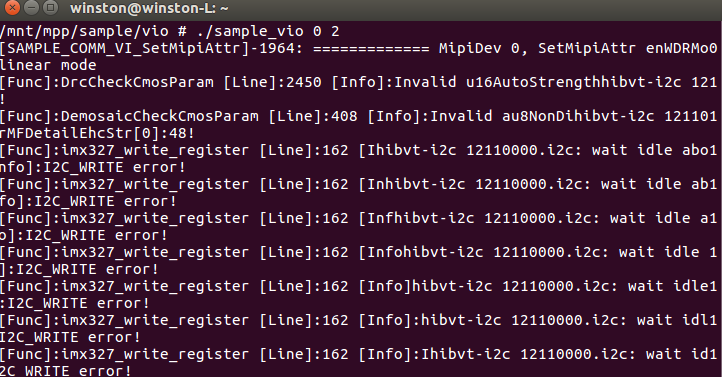 winston@winston-L: ~
/mnt/mpp/sample/vio # ./sample_vio 0 2
[SAMPLE_COMM_VI_SetMipiAttr]-1964: ============= MipiDev 0, SetMipiAttr enWDRMo0
linear mode
[Func]:DrcCheckCmosParam [Line]:2450 [Info]:Invalid u16AutoStrengthhibvt-i2c 121
!
[Func]:DemosaicCheckCmosParam [Line]:408 [Info]:Invalid au8NonDihibvt-i2c 121101
rMFDetailEhcStr[0]:48!
[Func]:imx327_write_register [Line]:162 [Ihibvt-i2c 12110000.i2c: wait idle abo1
nfo]:I2C_WRITE error!
[Func]:imx327_write_register [Line]:162 [Inhibvt-i2c 12110000.i2c: wait idle ab1
fo]:I2C_WRITE error!
[Func]:imx327_write_register [Line]:162 [Infhibvt-i2c 12110000.i2c: wait idle a1
o]:I2C_WRITE error!
[Func]:imx327_write_register [Line]:162 [Infohibvt-i2c 12110000.i2c: wait idle 1
]:I2C_WRITE error!
[Func]:imx327_write_register [Line]:162 [Info]hibvt-i2c 12110000.i2c: wait idle1
:I2C_WRITE error!
[Func]:imx327_write_register [Line]:162 [Info]:hibvt-i2c 12110000.i2c: wait idl1
I2C_WRITE error!
[Func]:imx327_write_register [Line]:162 [Info]:Ihibvt-i2c 12110000.i2c: wait id1
2C_WRITE error!